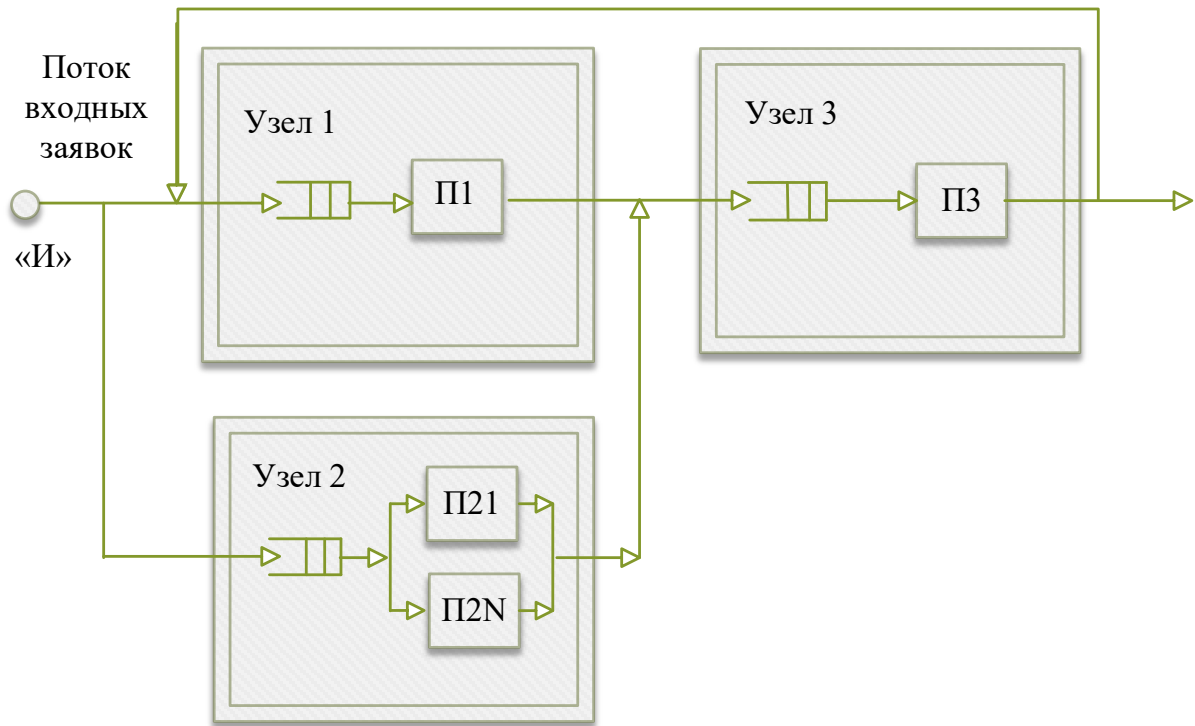 Поток
входных
заявок
«И»
Узел 1
П1
Узел 3
П3
Узел 2
П21
П2N